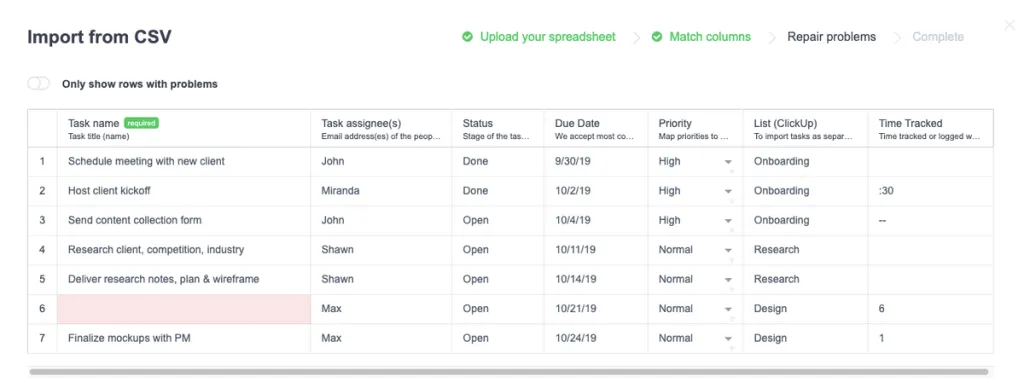 Import from CSV
Upload your spreadsheet
Match columns
Repair problems
Complete
Only show rows with problems
Task name required Task assignee(s) Status Due Date Priority List (ClickUp) Time Tracked
Task title (name) Email address(es) of the peop... Stage of the tas... We accept most co... Map priorities to ... To import tasks as separ... Time tracked or logged w...
1 Schedule meeting with new client John Done 9/30/19 High Onboarding
2 Host client kickoff Miranda Done 10/2/19 High Onboarding :30
3 Send content collection form John Open 10/4/19 High Onboarding --
4 Research client, competition, industry Shawn Open 10/11/19 Normal Research
5 Deliver research notes, plan & wireframe Shawn Open 10/14/19 Normal Research
6 Max Open 10/21/19 Normal Design 6
7 Finalize mockups with PM Max Open 10/24/19 Normal Design 1